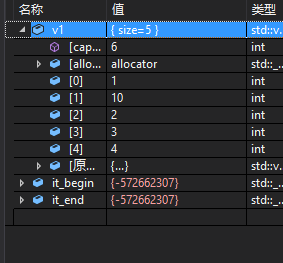 名称 值 类型
v1 { size=5 } std::v...
[cap... 6 int
[allo... allocator std::_...
[0] 1 int
[1] 10 int
[2] 2 int
[3] 3 int
[4] 4 int
[原... {...} std::v...
it_begin {-572662307} std::_...
it_end {-572662307} std::_...